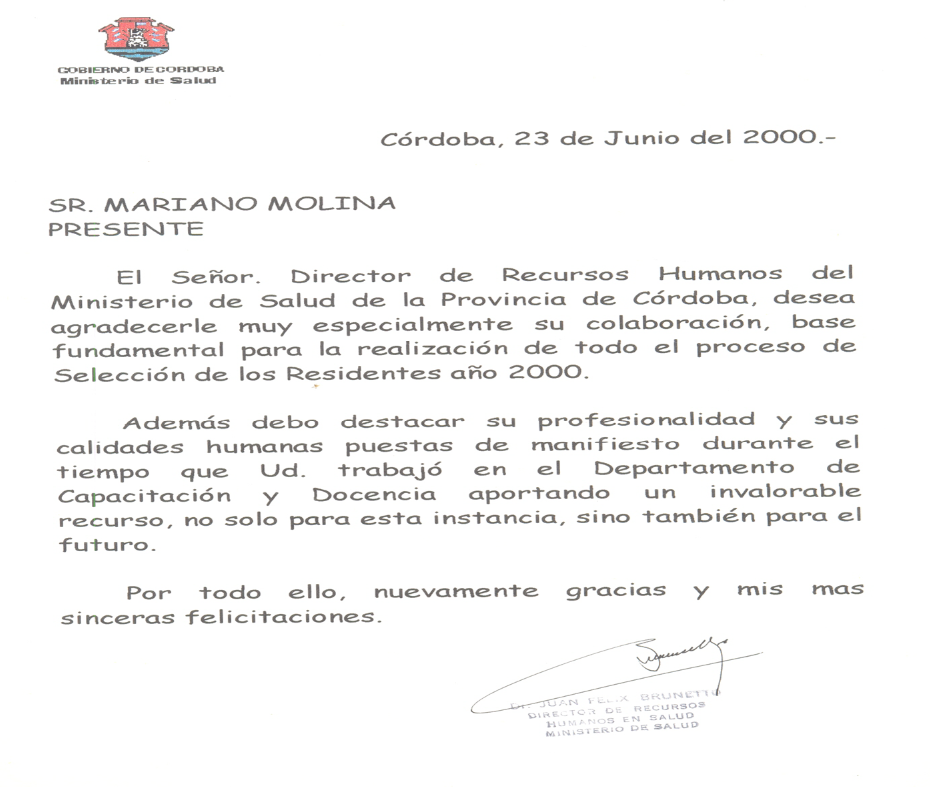 GOBIERNO DE CORDOBA
Ministerio de Salud
Córdoba, 23 de Junio del 2000.-
SR. MARIANO MOLINA
PRESENTE
El Señor. Director de Recursos Humanos del
Ministerio de Salud de la Provincia de Córdoba, desea
agradecerle muy especialmente su colaboración, base
fundamental para la realización de todo el proceso de
Selección de los Residentes año 2000.
Además debo destacar su profesionalidad y sus
calidades humanas puestas de manifiesto durante el
tiempo que Ud. trabajó en el Departamento de
Capacitación y Docencia aportando un invalorable
recurso, no solo para esta instancia, sino también para el
futuro.
Por todo ello, nuevamente gracias y mis mas
sinceras felicitaciones.
Dr. JUAN FELIX BRUNETTO
DIRECTOR DE RECURSOS
HUMANOS EN SALUD
MINISTERIO DE SALUD